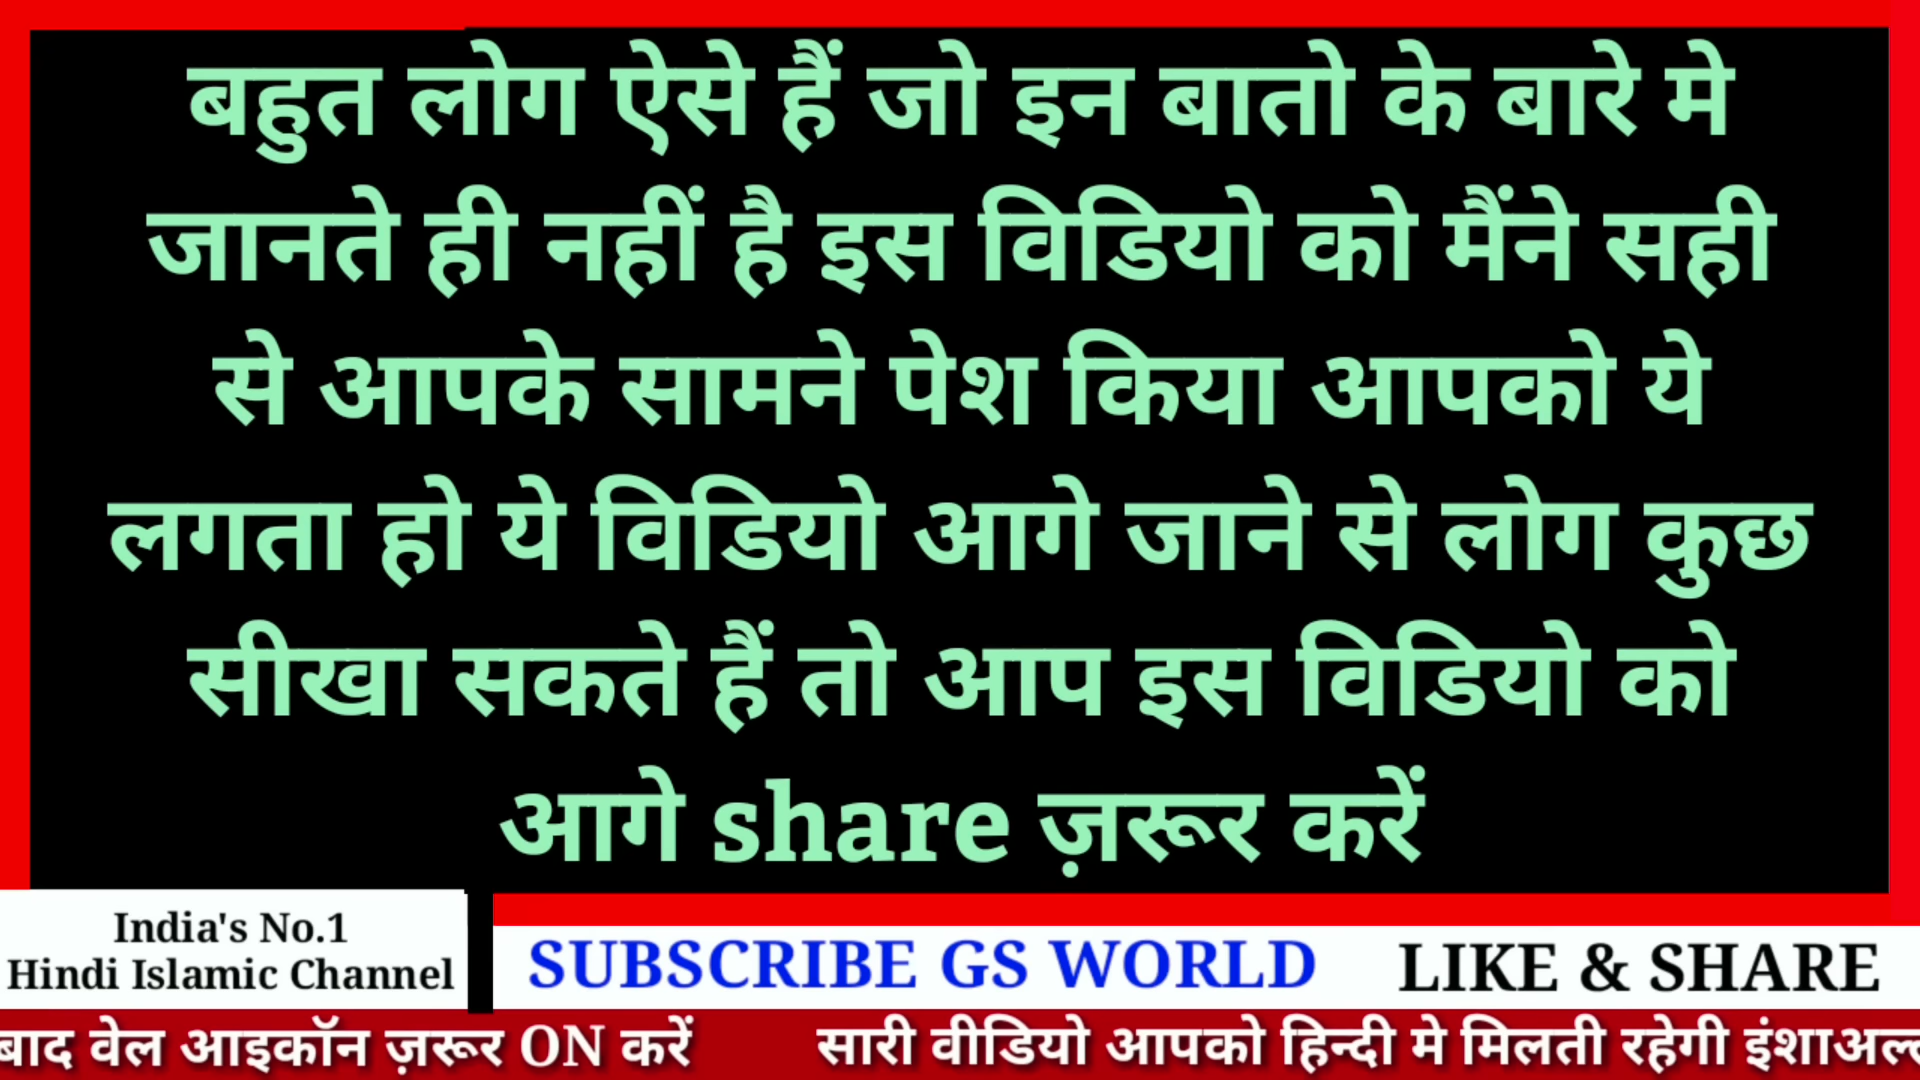 बहुत लोग ऐसे हैं जो इन बातो के बारे मे
जानते ही नहीं है इस विडियो को मैंने सही
से आपके सामने पेश किया आपको ये
लगता हो ये विडियो आगे जाने से लोग कुछ
सीखा सकते हैं तो आप इस विडियो को
आगे share ज़रूर करें
India's No.1
Hindi Islamic Channel
SUBSCRIBE GS WORLD LIKE & SHARE
बाद वेल आइकॉन ज़रूर ON करें सारी वीडियो आपको हिन्दी मे मिलती रहेगी